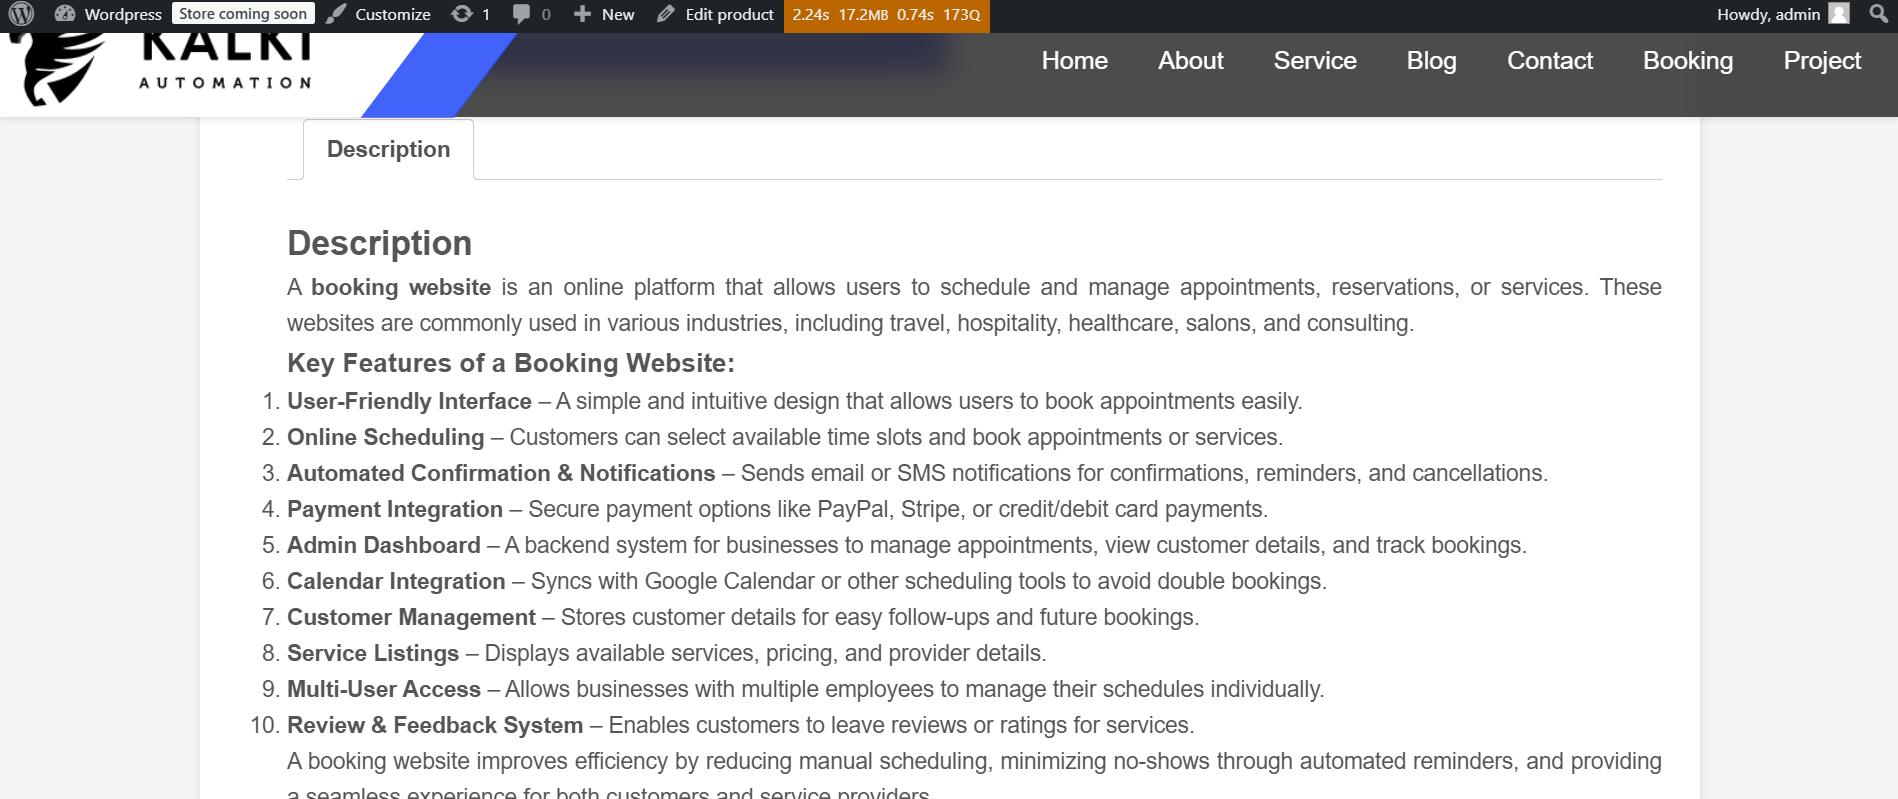 Wordpress Store coming soon Customize 1 0 New Edit product 2.24s 17.2MB 0.74s 173Q Howdy, admin
KALKI
AUTOMATION
Home About Service Blog Contact Booking Project
Description
Description
A booking website is an online platform that allows users to schedule and manage appointments, reservations, or services. These
websites are commonly used in various industries, including travel, hospitality, healthcare, salons, and consulting.
Key Features of a Booking Website:
1. User-Friendly Interface – A simple and intuitive design that allows users to book appointments easily.
2. Online Scheduling – Customers can select available time slots and book appointments or services.
3. Automated Confirmation & Notifications – Sends email or SMS notifications for confirmations, reminders, and cancellations.
4. Payment Integration – Secure payment options like PayPal, Stripe, or credit/debit card payments.
5. Admin Dashboard – A backend system for businesses to manage appointments, view customer details, and track bookings.
6. Calendar Integration – Syncs with Google Calendar or other scheduling tools to avoid double bookings.
7. Customer Management – Stores customer details for easy follow-ups and future bookings.
8. Service Listings – Displays available services, pricing, and provider details.
9. Multi-User Access – Allows businesses with multiple employees to manage their schedules individually.
10. Review & Feedback System – Enables customers to leave reviews or ratings for services.
A booking website improves efficiency by reducing manual scheduling, minimizing no-shows through automated reminders, and providing
a seamless experience for both customers and service providers.